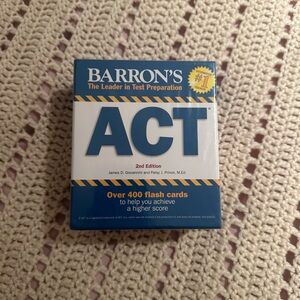 BARRON'S
The Leader in Test Preparation
#1
ACT
2nd Edition
James D. Giovannini and Patsy J. Prince, M.Ed.
Over 400 flash cards
to help you achieve
a higher score